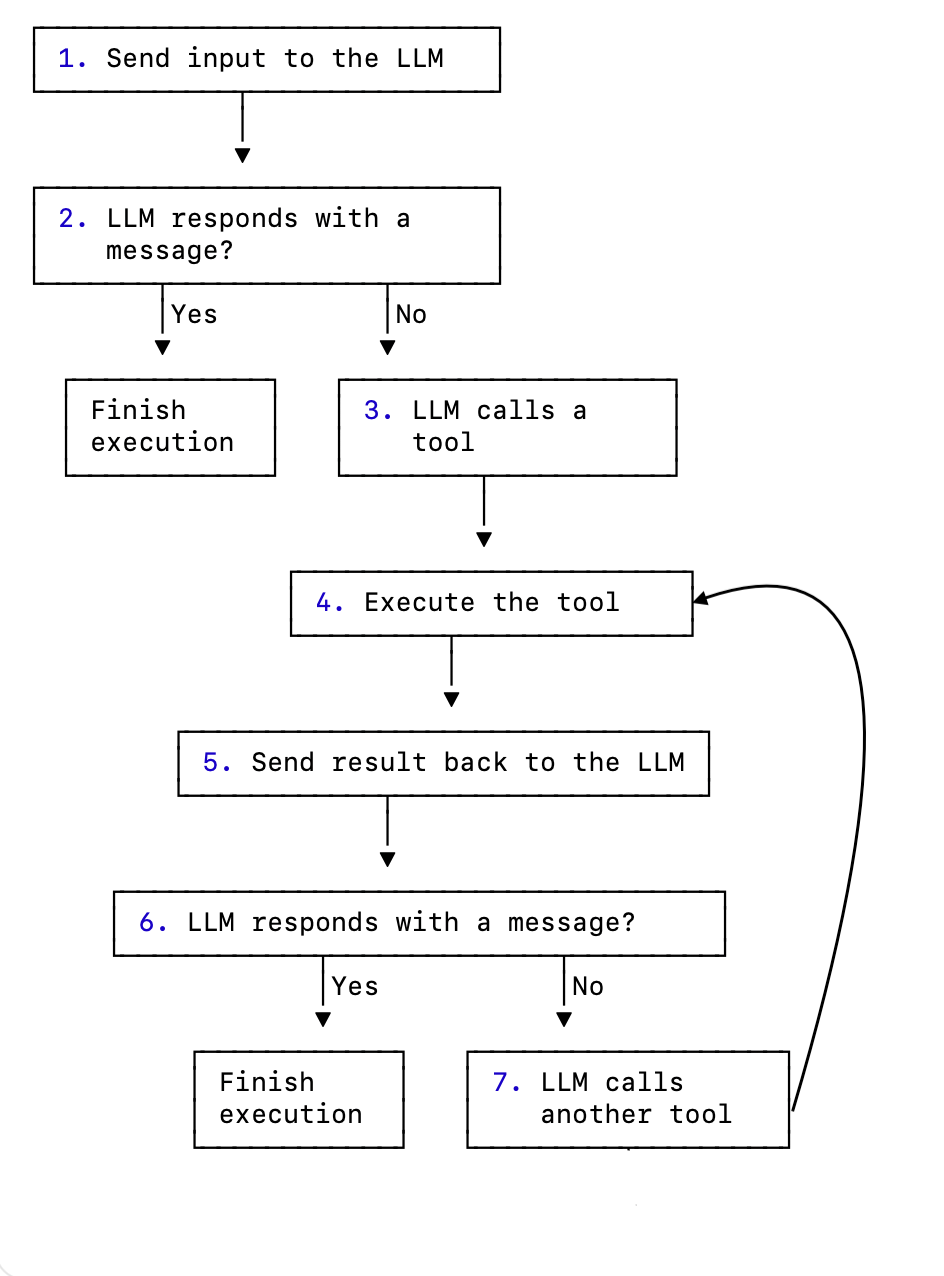 1. Send input to the LLM
2. LLM responds with a
message?
Yes
No
Finish
execution
3. LLM calls a
tool
4. Execute the tool
5. Send result back to the LLM
6. LLM responds with a message?
Yes
No
Finish
execution
7. LLM calls
another tool